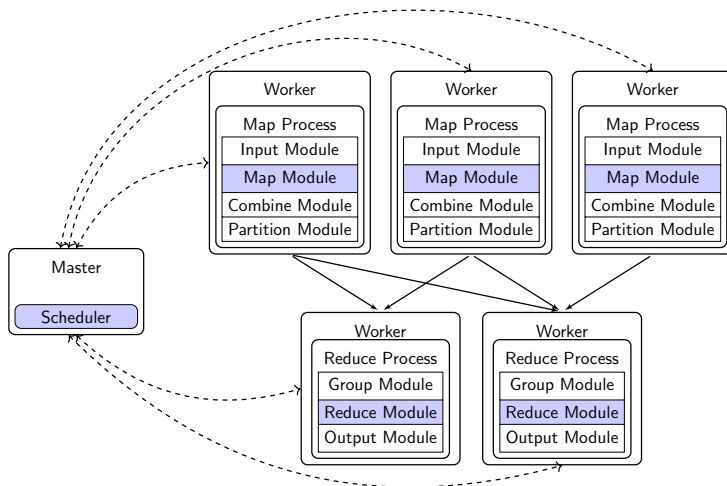 Worker
Map Process
Input Module
Map Module
Combine Module
Partition Module
Worker
Map Process
Input Module
Map Module
Combine Module
Partition Module
Worker
Map Process
Input Module
Map Module
Combine Module
Partition Module
Master
Scheduler
Worker
Reduce Process
Group Module
Reduce Module
Output Module
Worker
Reduce Process
Group Module
Reduce Module
Output Module